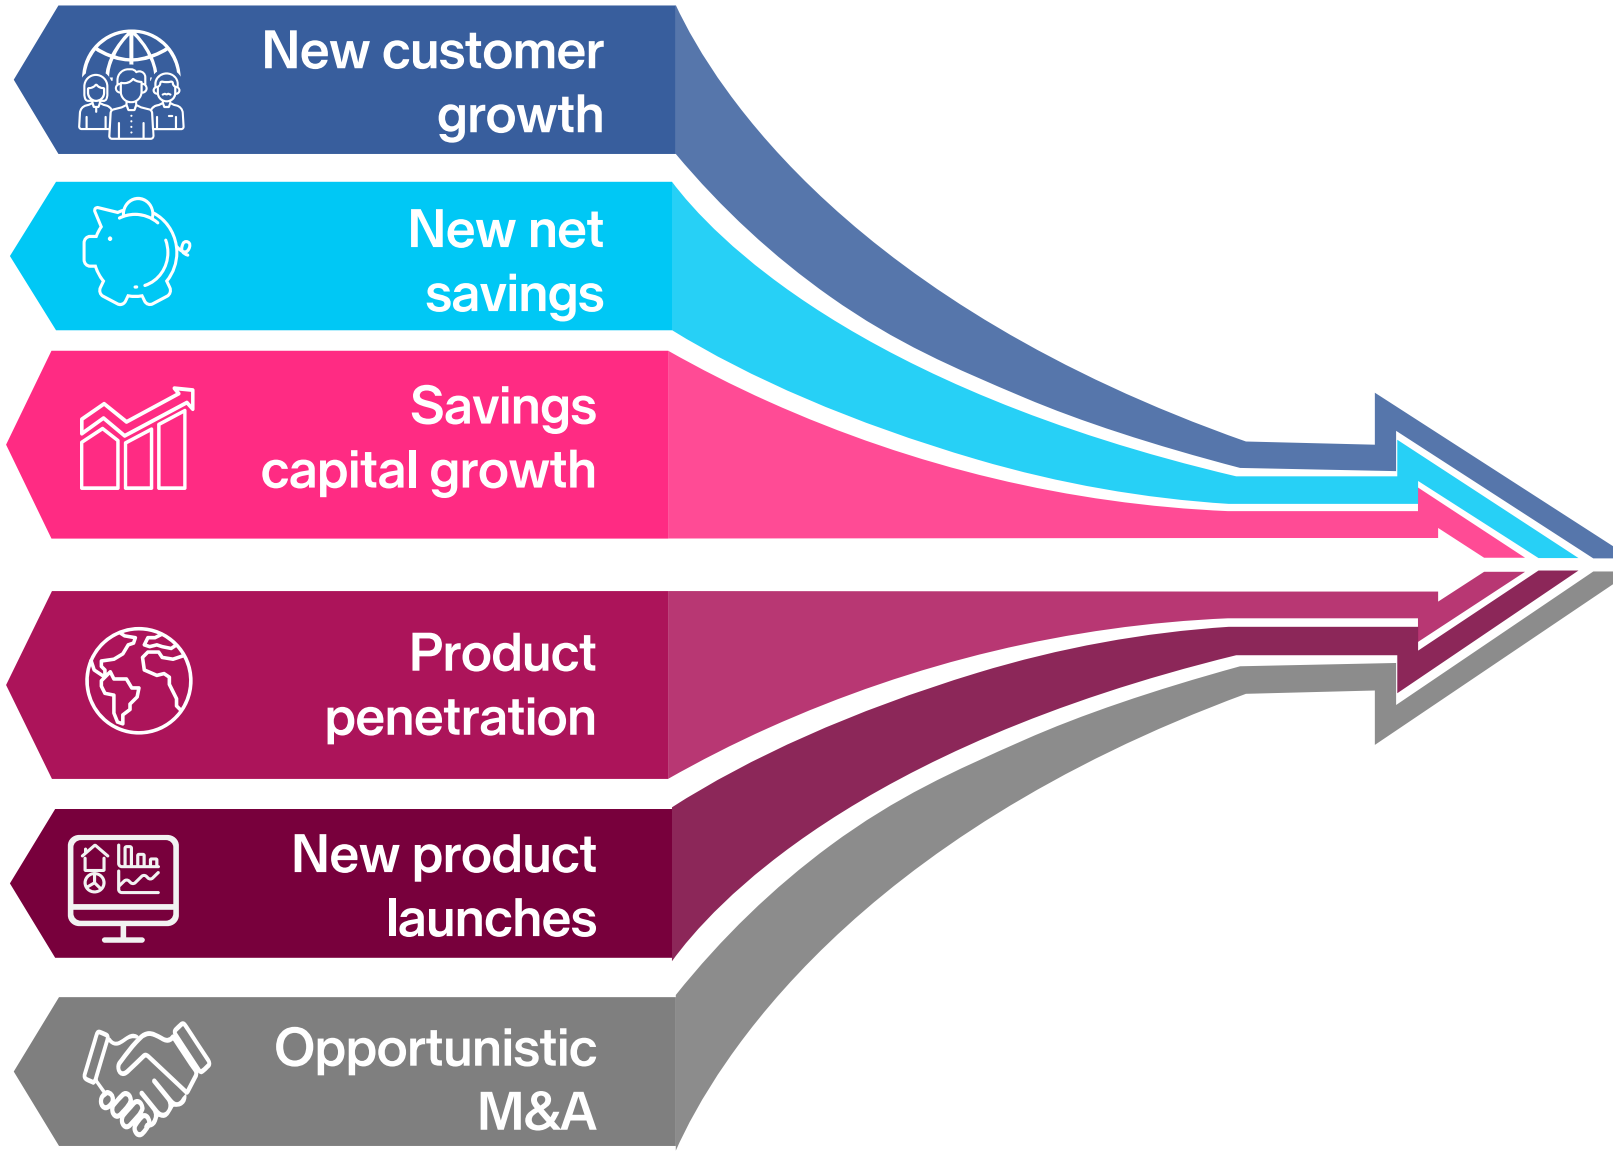 New customer
growth
New net
savings
Savings
capital growth
Product
penetration
New product
launches
Opportunistic
M&A